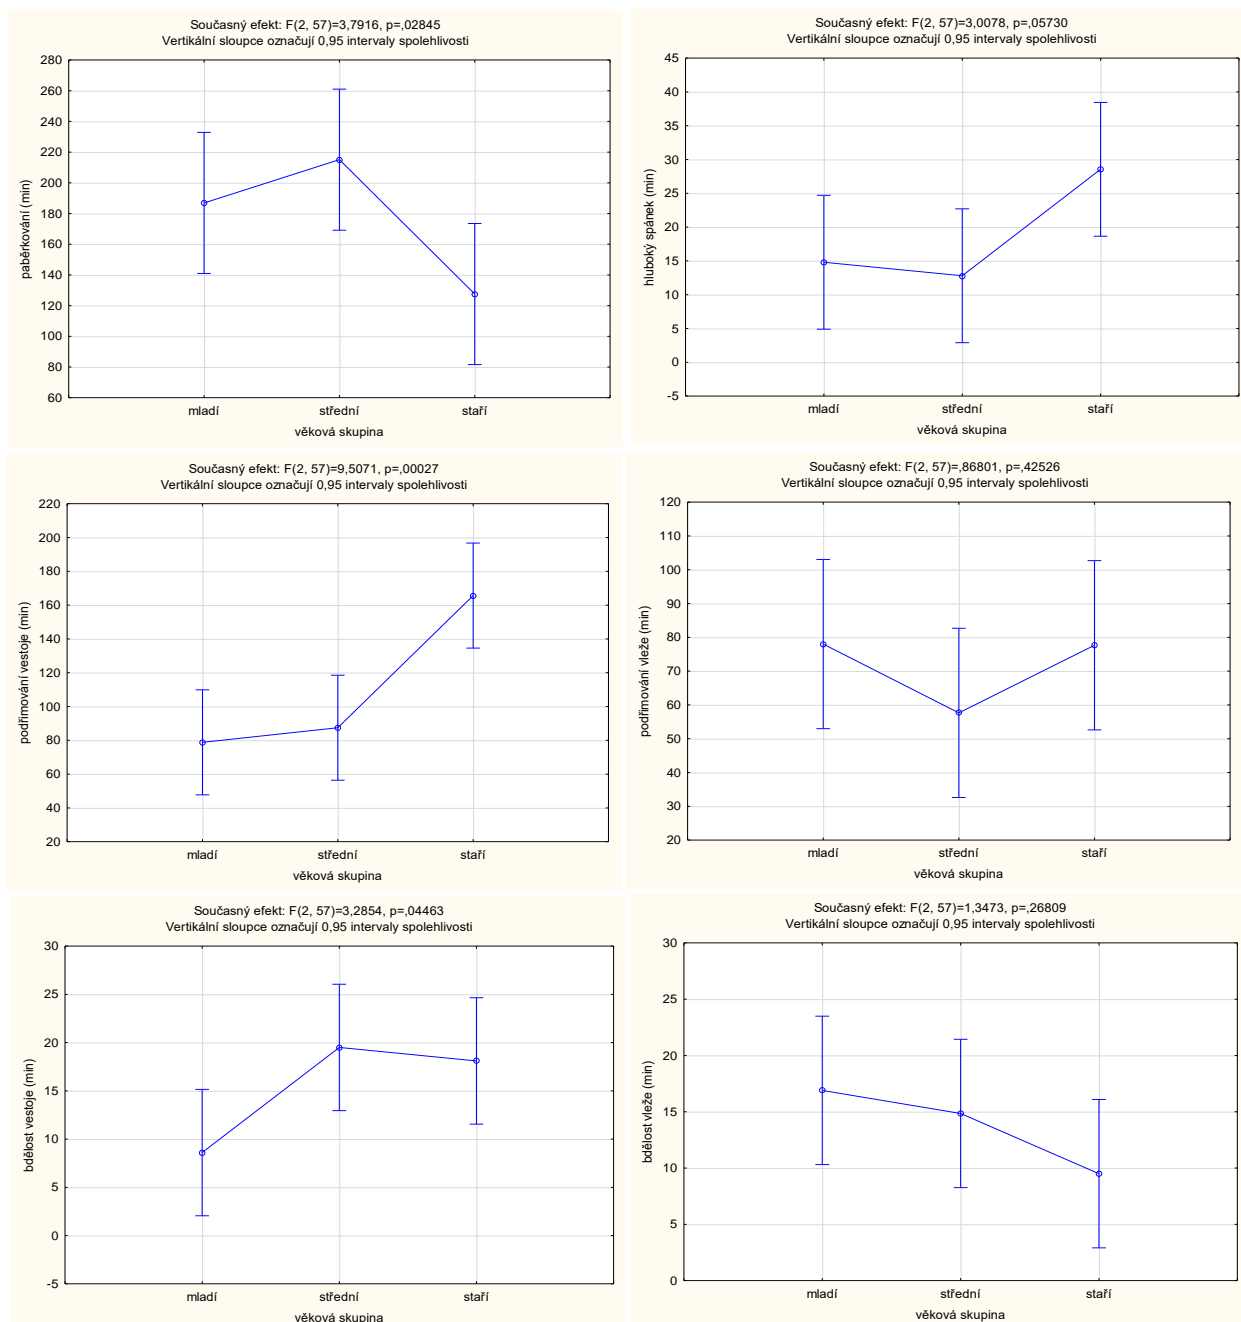 Současný efekt: F(2, 57)=3,7916, p=,02845
Vertikální sloupce označují 0,95 intervaly spolehlivosti
280
260
240
220
200
180
160
140
120
100
80
60
paběrkování (min)
mladí
střední
staří
věková skupina
Současný efekt: F(2, 57)=3,0078, p=,05730
Vertikální sloupce označují 0,95 intervaly spolehlivosti
45
40
35
30
25
20
15
10
5
0
-5
hluboký spánek (min)
mladí
střední
staří
věková skupina
Současný efekt: F(2, 57)=9,5071, p=,00027
Vertikální sloupce označují 0,95 intervaly spolehlivosti
220
200
180
160
140
120
100
80
60
40
20
podřimování vestoje (min)
mladí
střední
staří
věková skupina
Současný efekt: F(2, 57)=,86801, p=,42526
Vertikální sloupce označují 0,95 intervaly spolehlivosti
120
110
100
90
80
70
60
50
40
30
20
podřimování vleže (min)
mladí
střední
staří
věková skupina
Současný efekt: F(2, 57)=3,2854, p=,04463
Vertikální sloupce označují 0,95 intervaly spolehlivosti
30
25
20
15
10
5
0
-5
bdělost vestoje (min)
mladí
střední
staří
věková skupina
Současný efekt: F(2, 57)=1,3473, p=,26809
Vertikální sloupce označují 0,95 intervaly spolehlivosti
30
25
20
15
10
5
0
bdělost vleže (min)
mladí
střední
staří
věková skupina